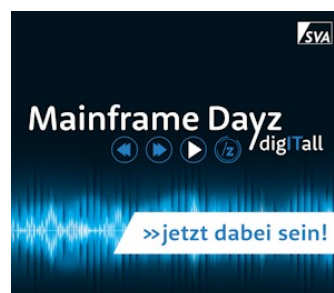 SVA
Mainframe Dayz
/z
digITall
»jetzt dabei sein!